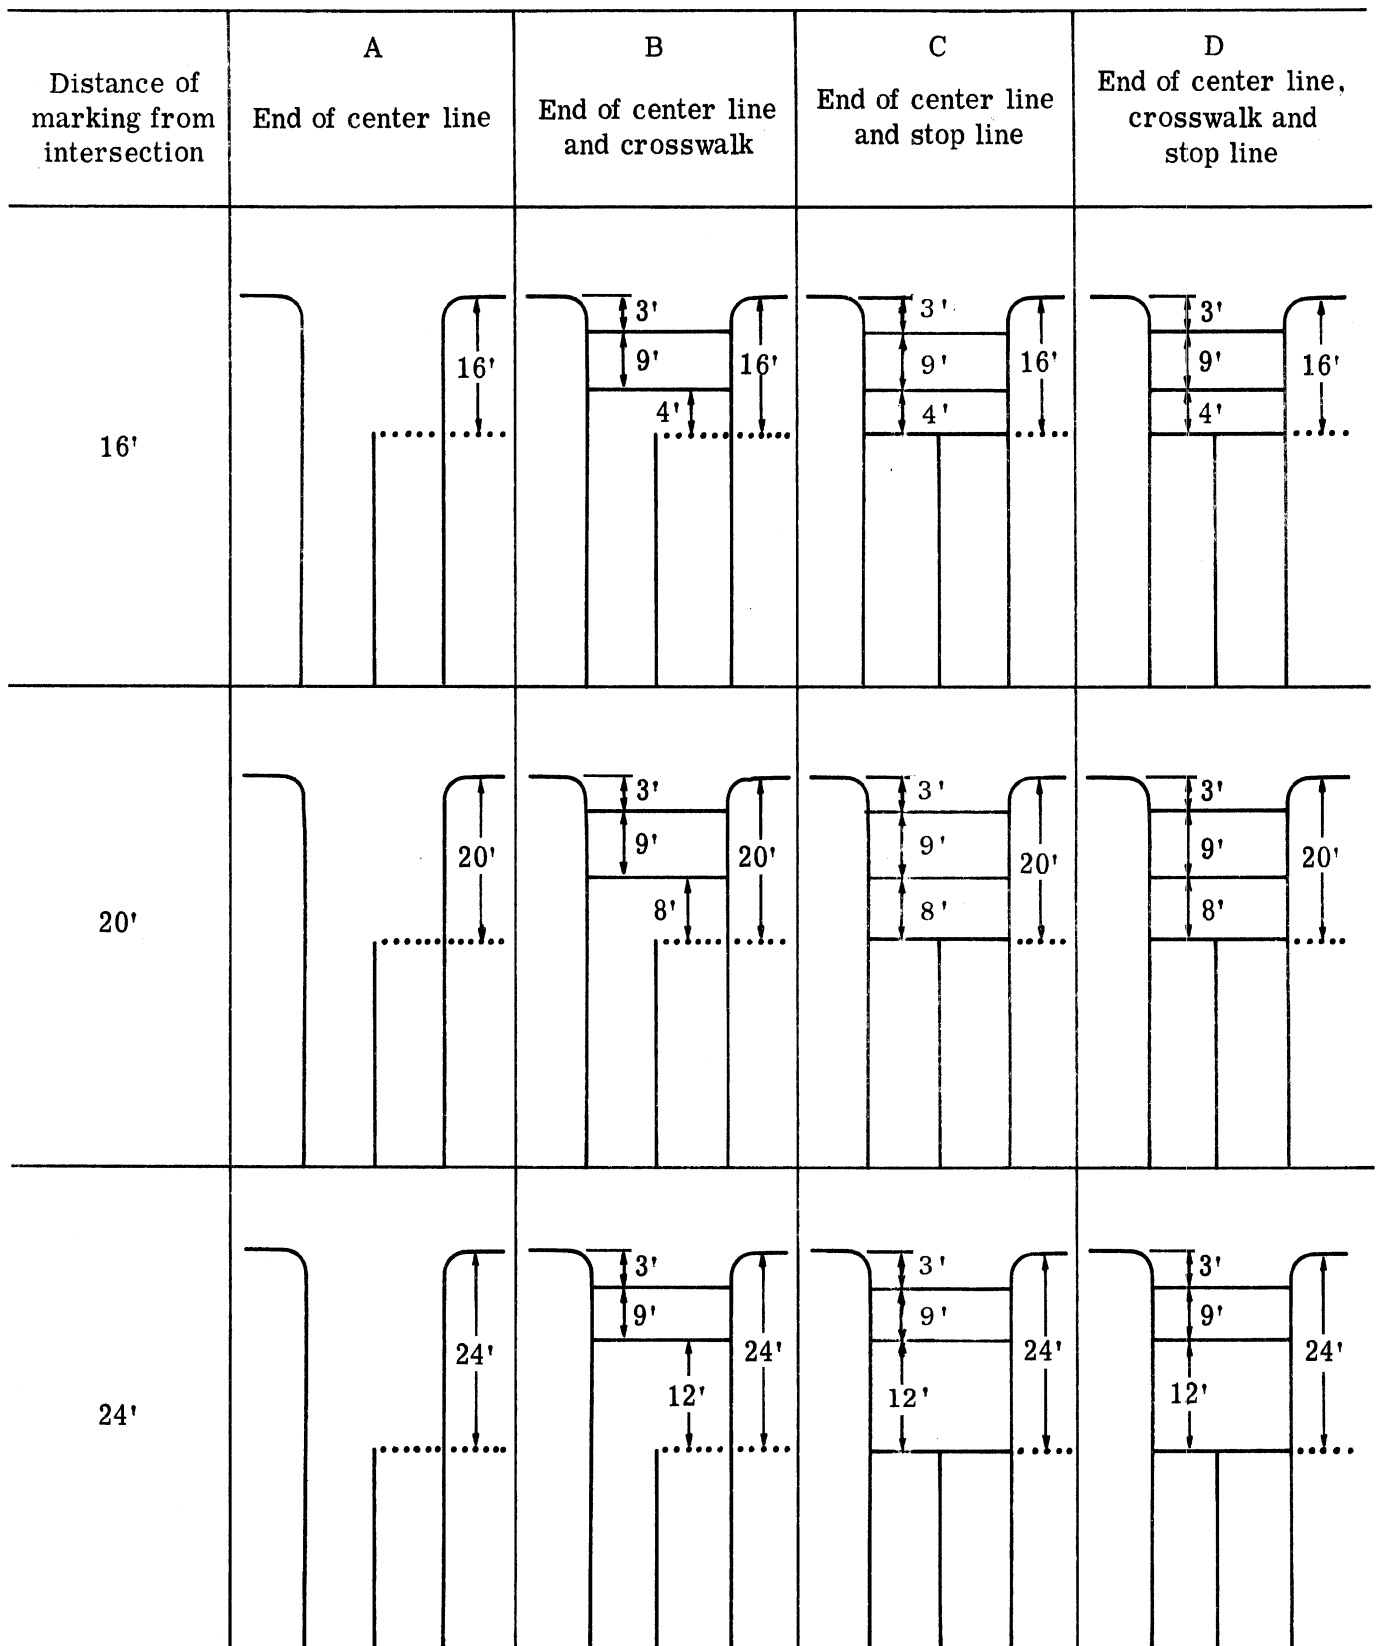 Distance of
marking from
intersection
A
End of center line
B
End of center line
and crosswalk
C
End of center line
and stop line
D
End of center line,
crosswalk and
stop line
16'
16'
3'
9'
4'
16'
3'
9'
4'
16'
3'
9'
4'
16'
20'
20'
3'
9'
8'
20'
3'
9'
8'
20'
3'
9'
8'
20'
24'
24'
3'
9'
12'
24'
3'
9'
12'
24'
3'
9'
12'
24'